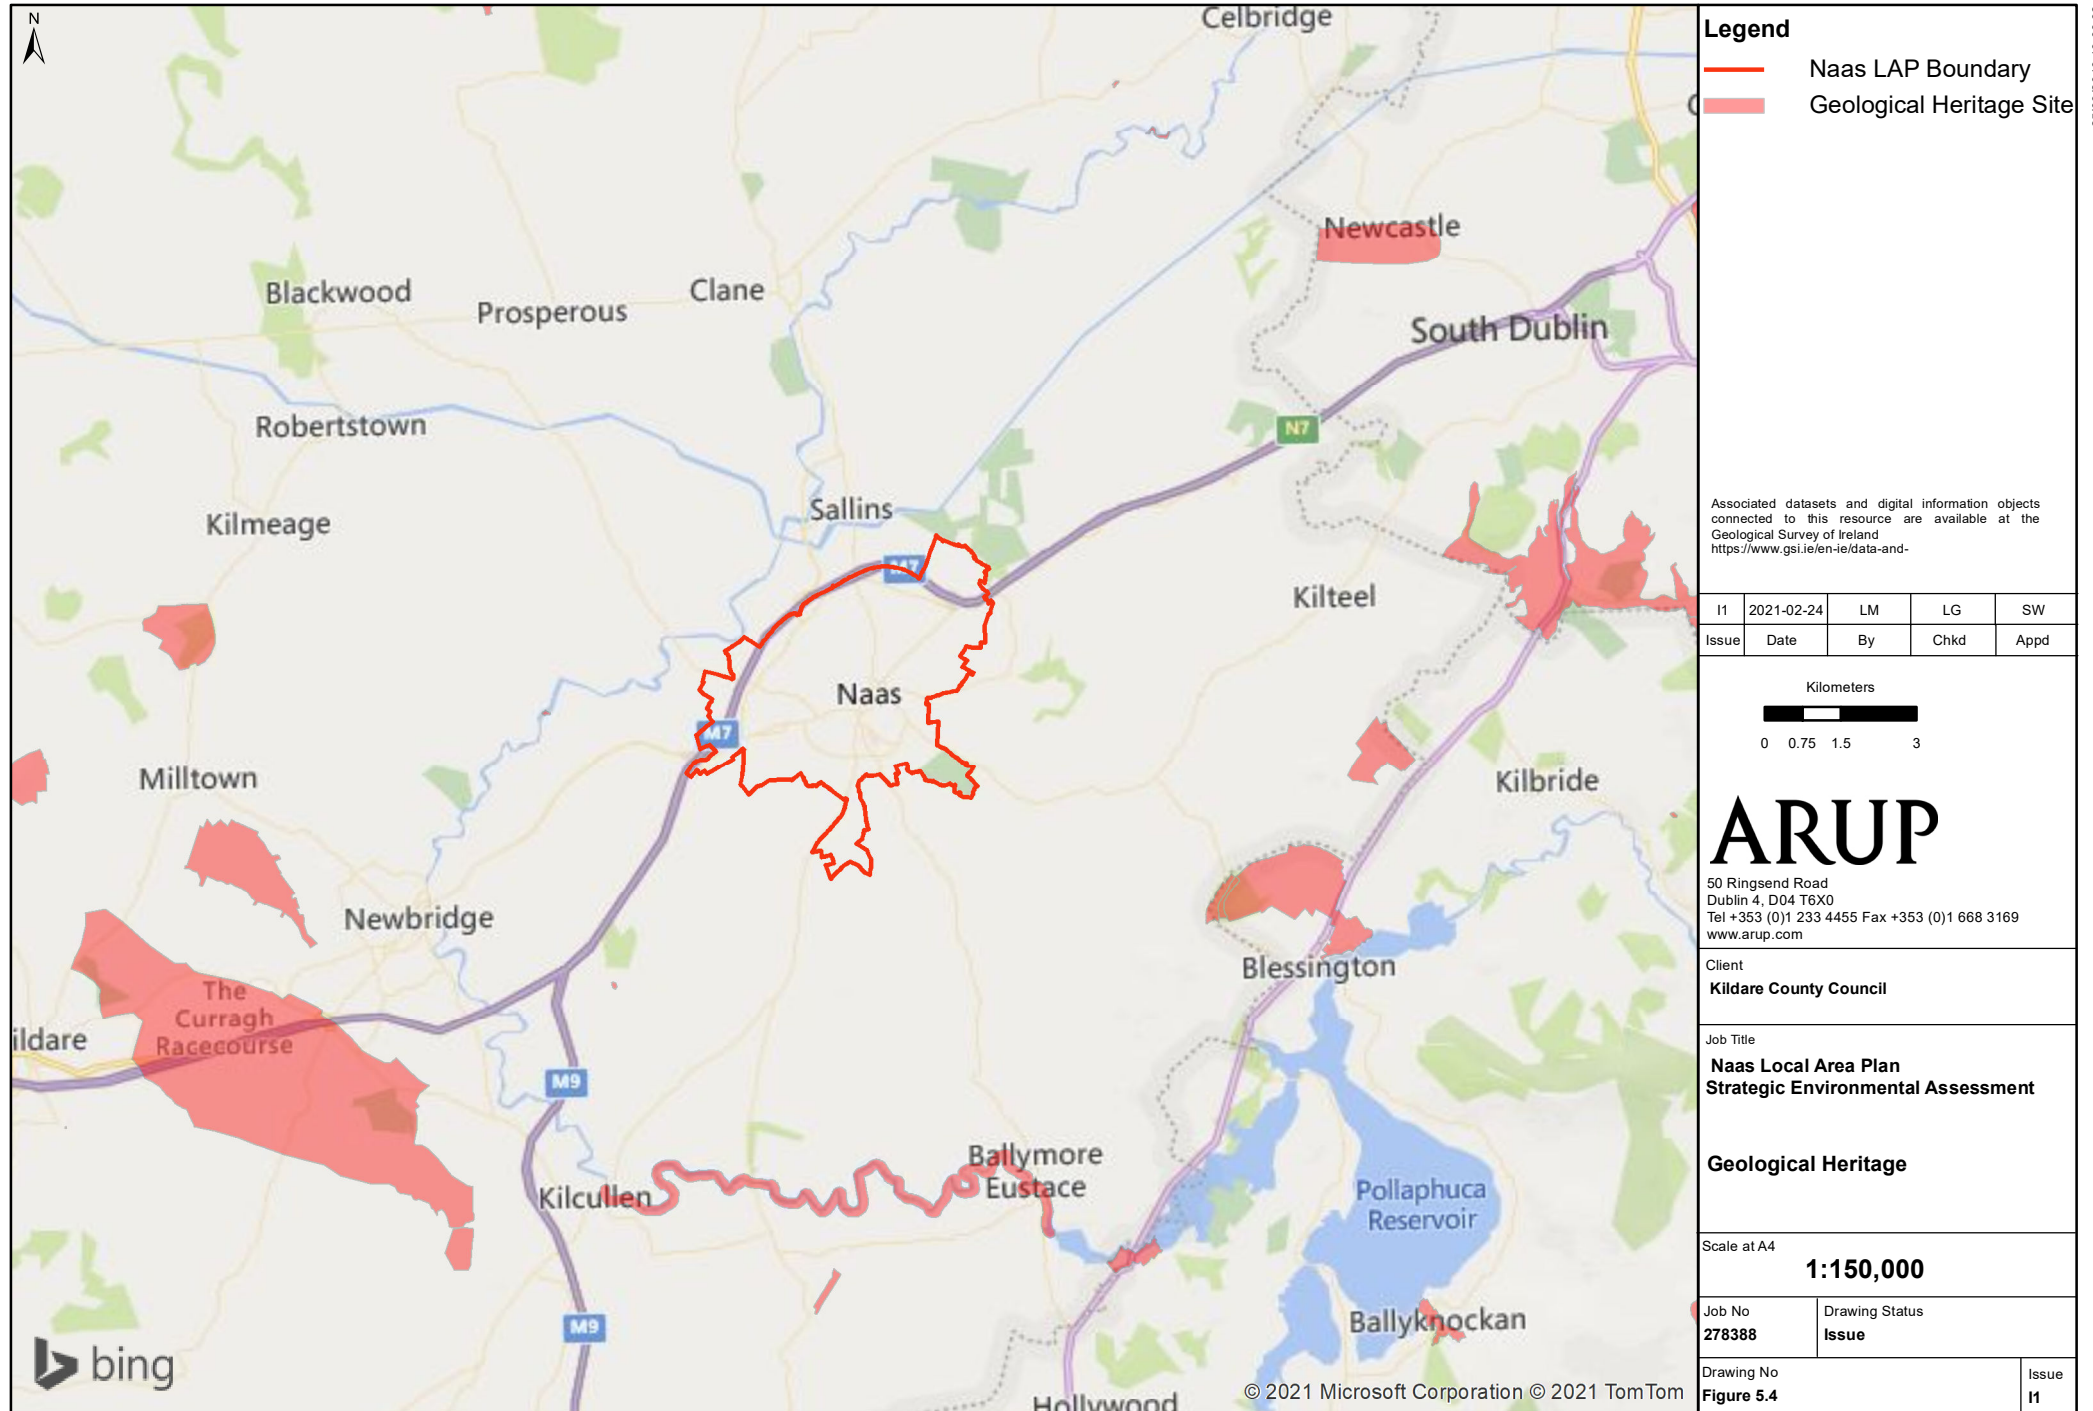 N
Celbridge
Newcastle
Blackwood
Prosperous
Clane
South Dublin
Robertstown
N7
Sallins
Kilmeage
M7
Kilteel
Naas
M7
Milltown
Kilbride
Newbridge
Blessington
The
Curragh
Racecourse
ildare
M9
Ballymore
Eustace
Kilcullen
Pollaphuca
Reservoir
M9
Ballyknockan
Hollywood
bing
© 2021 Microsoft Corporation © 2021 TomTom
Legend
Naas LAP Boundary
Geological Heritage Site
Associated datasets and digital information objects
connected to this resource are available at the
Geological Survey of Ireland
https://www.gsi.ie/en-ie/data-and-
I1 2021-02-24 LM LG SW
Issue Date By Chkd Appd
Kilometers
0 0.75 1.5 3
ARUP
50 Ringsend Road
Dublin 4, D04 T6X0
Tel +353 (0)1 233 4455 Fax +353 (0)1 668 3169
www.arup.com
Client
Kildare County Council
Job Title
Naas Local Area Plan
Strategic Environmental Assessment
Geological Heritage
Scale at A4
1:150,000
Job No
278388
Drawing Status
Issue
Drawing No
Figure 5.4
Issue
I1